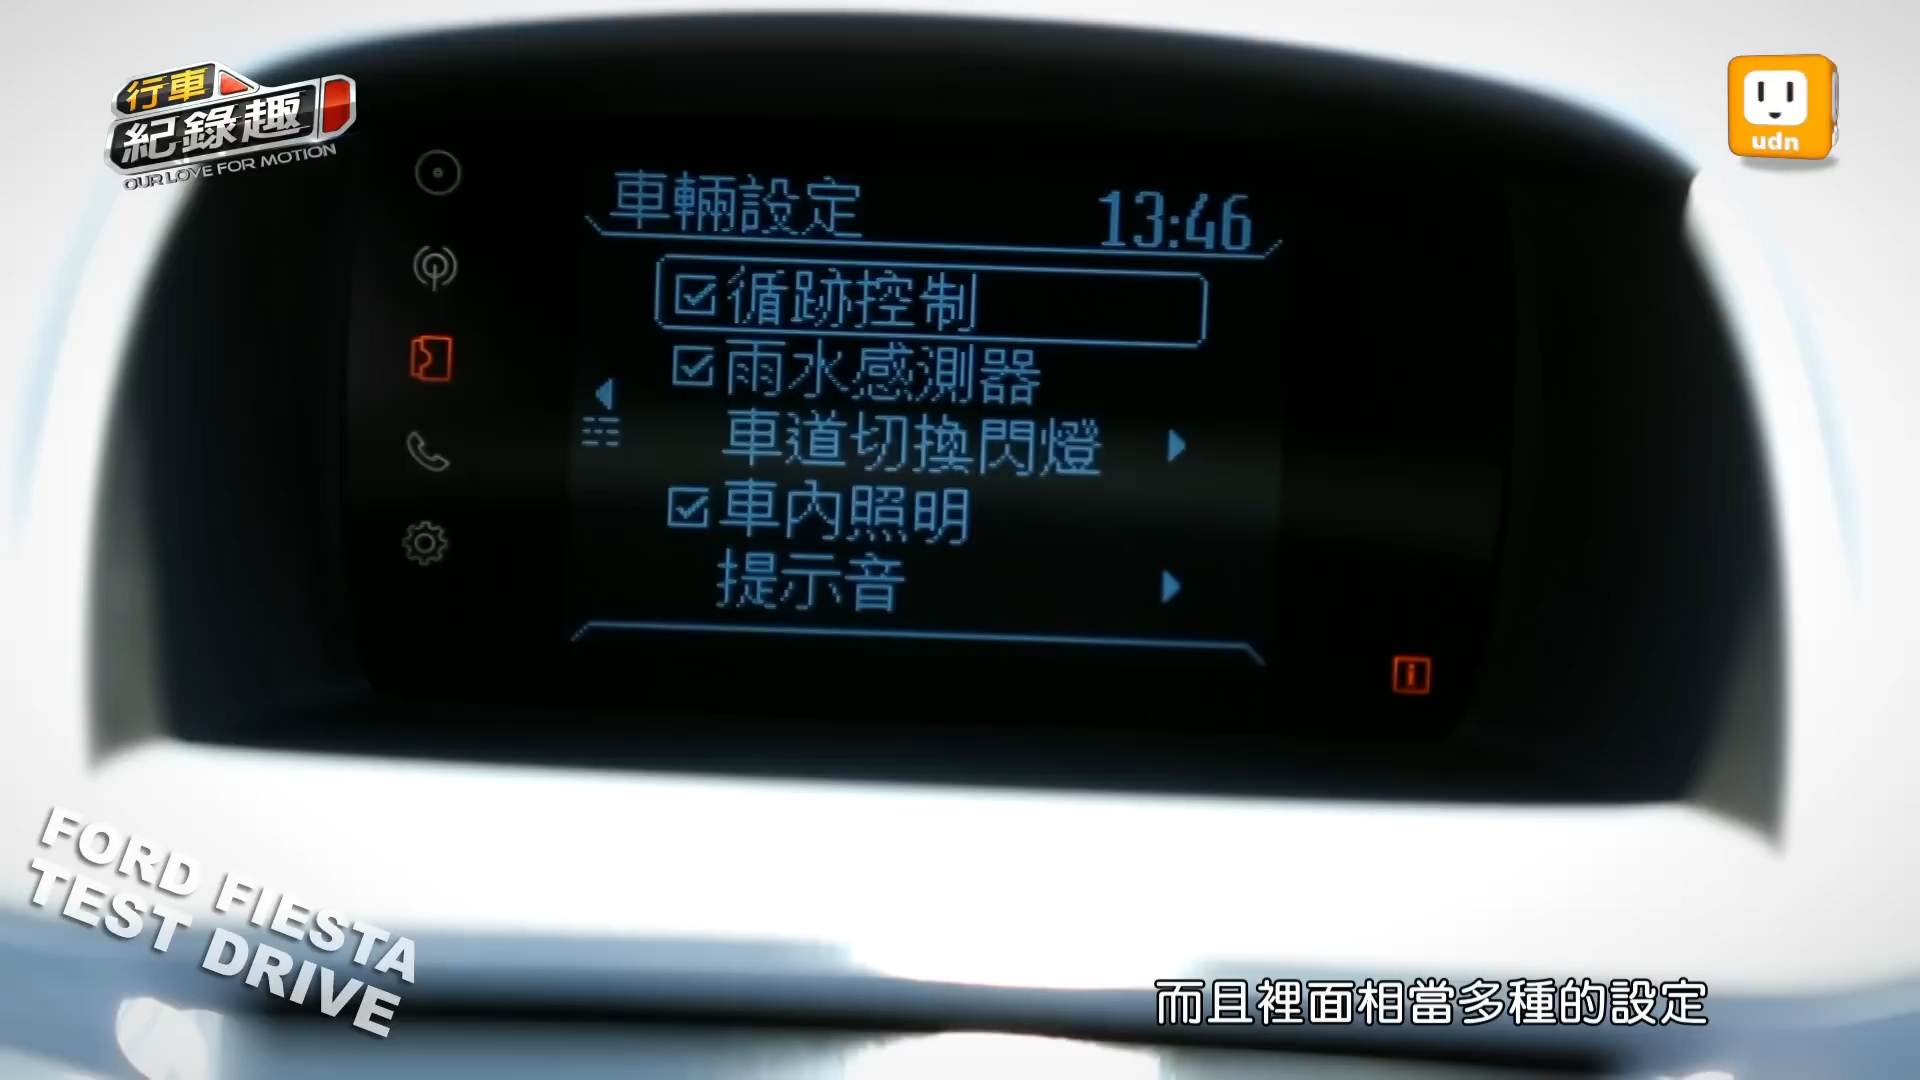 行車
紀錄趣
OUR LOVE FOR MOTION
udn
車輛設定
13:46
循跡控制
雨水感測器
車道切換閃燈
車內照明
提示音
i
FORD FIESTA
TEST DRIVE
而且裡面相當多種的設定